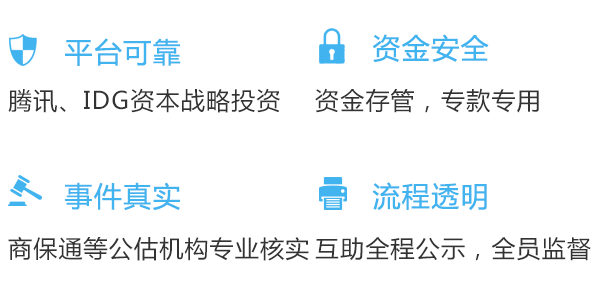 平台可靠
资金安全
腾讯、IDG资本战略投资
资金存管，专款专用
事件真实
流程透明
商保通等公估机构专业核实
互助全程公示，全员监督